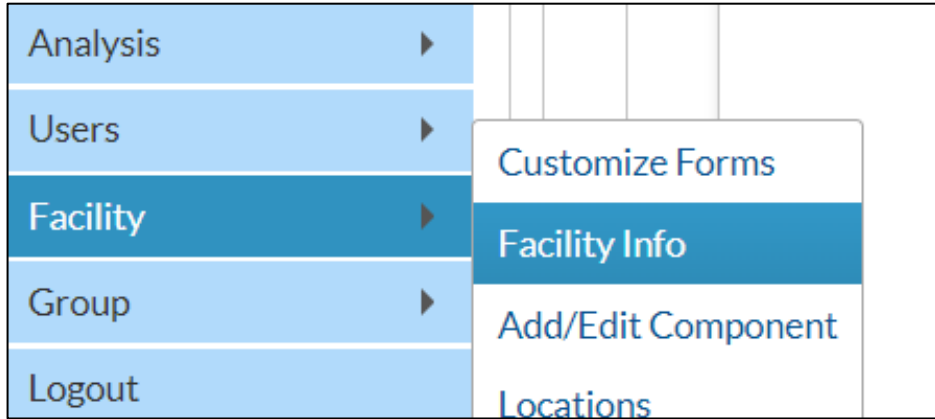 Analysis
Users
Facility
Group
Logout
Customize Forms
Facility Info
Add/Edit Component
Locations